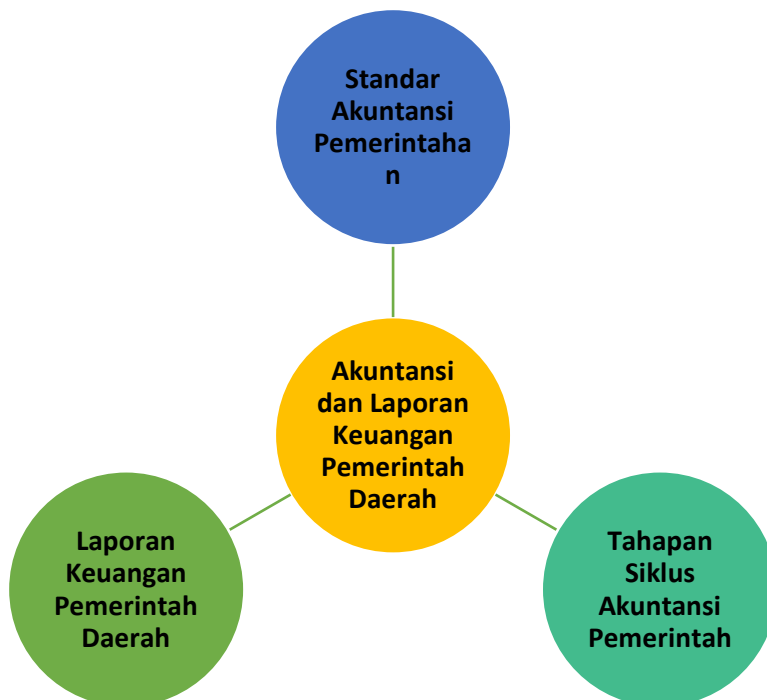 Standar
Akuntansi
Pemerintaha
n
Akuntansi
dan Laporan
Keuangan
Pemerintah
Daerah
Laporan
Keuangan
Pemerintah
Daerah
Tahapan
Siklus
Akuntansi
Pemerintah